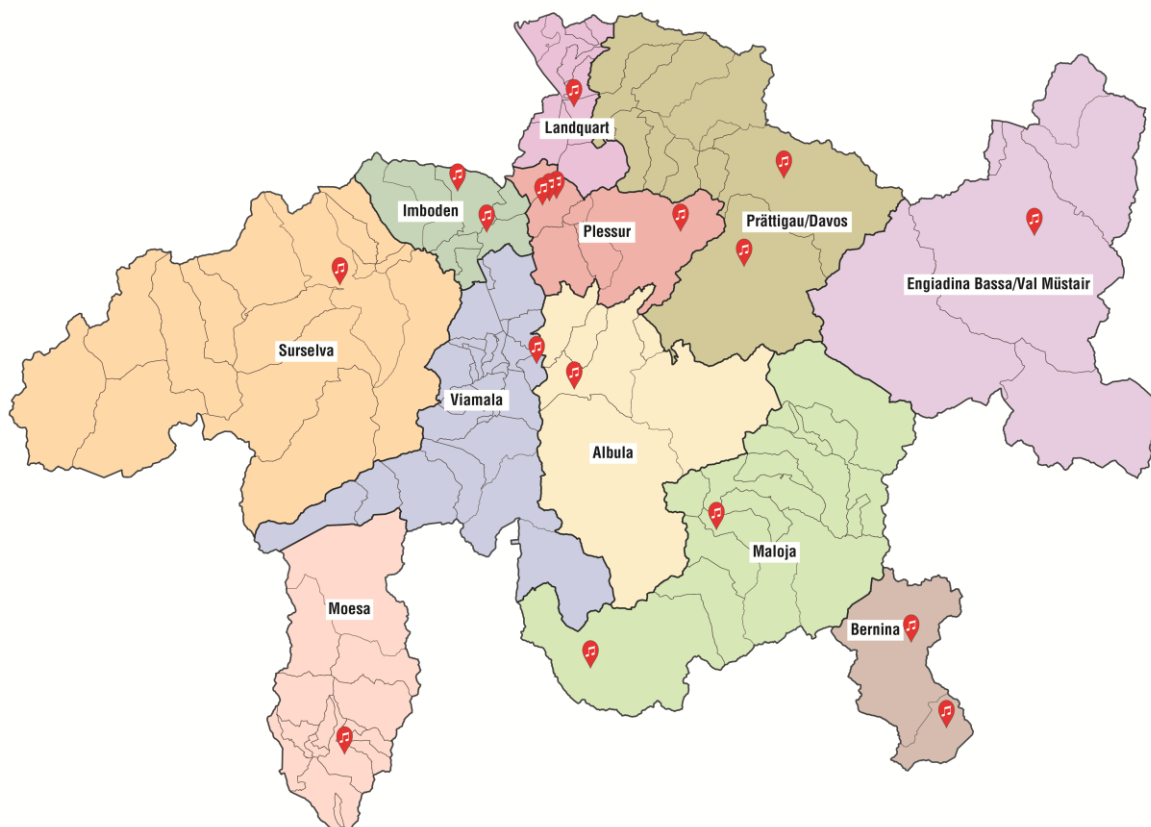 Landquart
Imboden
Plessur
Prättigau/Davos
Engiadina Bassa/Val Müstair
Surselva
Viamala
Albula
Maloja
Moesa
Bernina